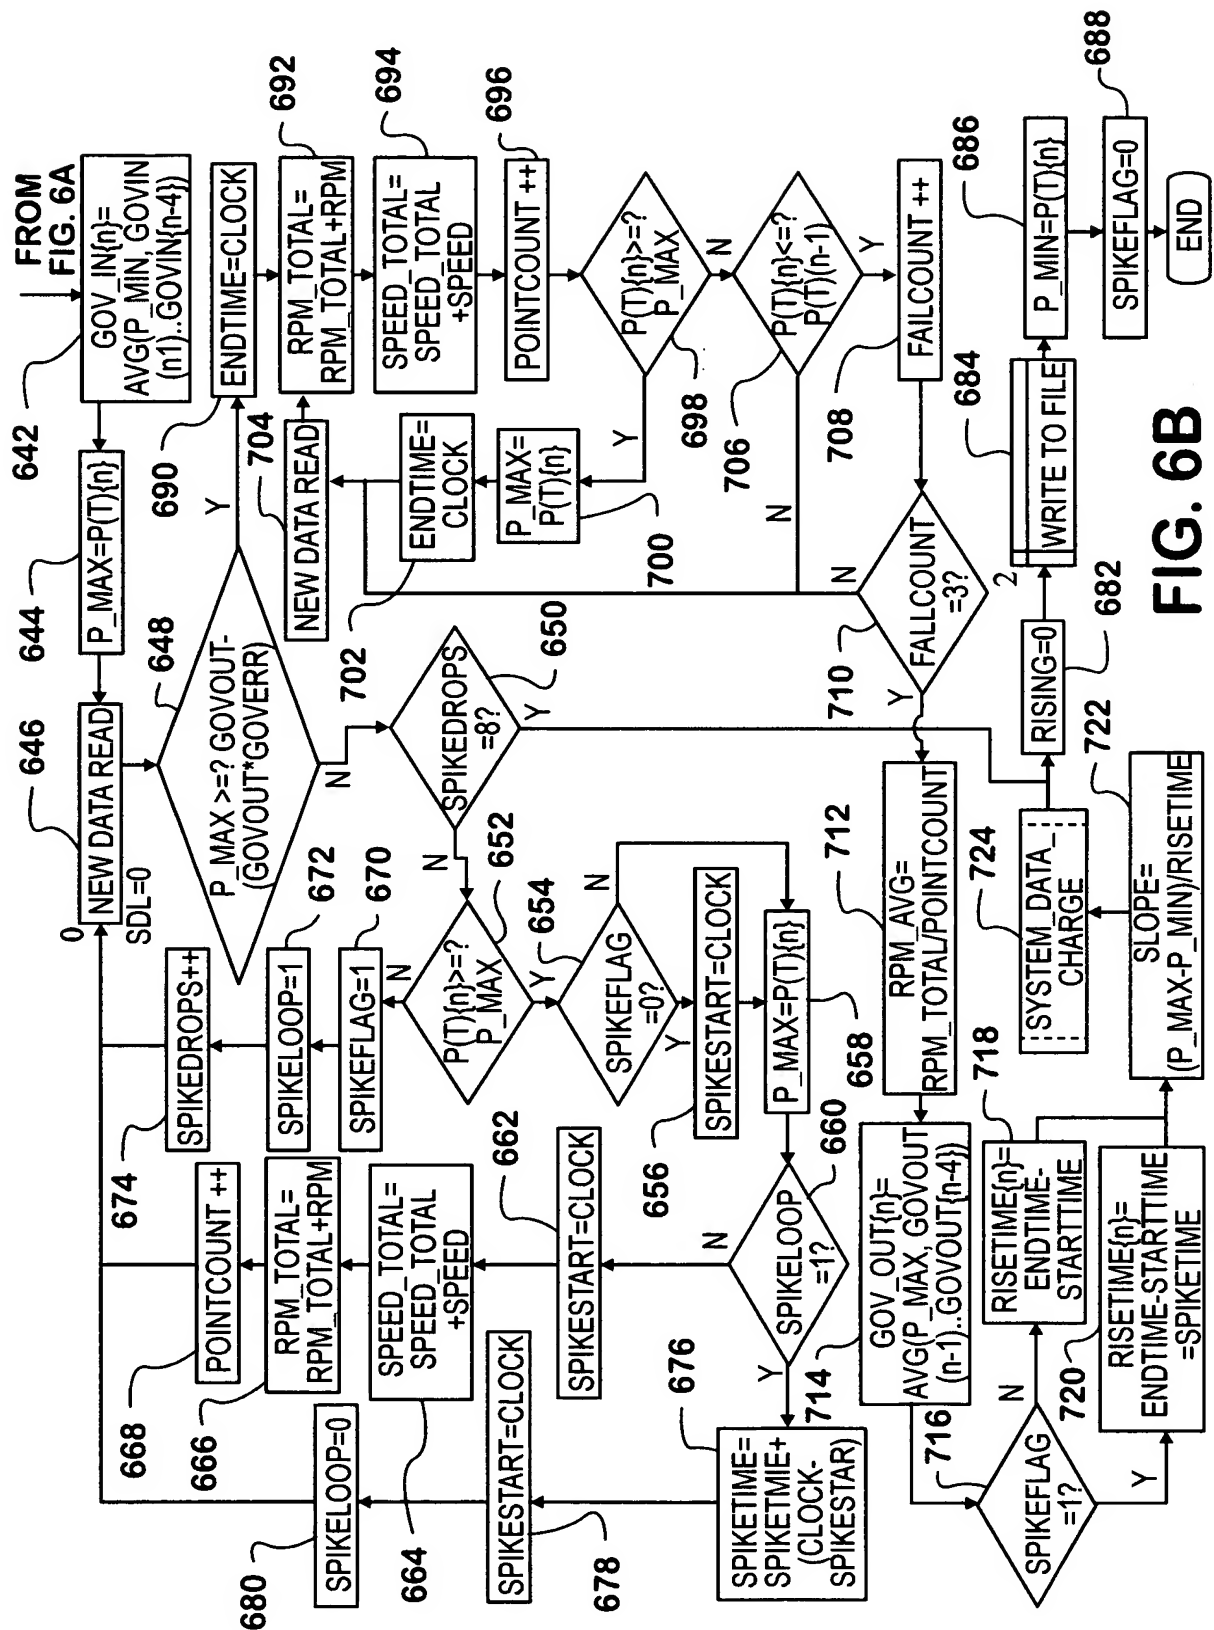 FROM
FIG. 6A
642
GOV_IN{n}=
AVG(P_MIN, GOVIN
(n1)..GOVIN{n-4})
644
P_MAX=P(T){n}
646
0
NEW DATA READ
SDL=0
648
P_MAX >=? GOVOUT-
(GOVOUT*GOVERR)
Y
N
690
ENDTIME=CLOCK
692
RPM_TOTAL=
RPM_TOTAL+RPM
694
SPEED_TOTAL=
SPEED_TOTAL
+SPEED
696
POINTCOUNT ++
698
P(T){n}>=?
P_MAX
Y
N
700
P_MAX=
P(T){n}
702
ENDTIME=
CLOCK
704
NEW DATA READ
706
P(T){n}<=?
P(T)(n-1)
N
Y
708
FAILCOUNT ++
710
FALLCOUNT
=3?
N
Y
650
SPIKEDROPS
=8?
N
Y
652
P(T){n}>=?
P_MAX
N
Y
670
SPIKEFLAG=1
672
SPIKELOOP=1
674
SPIKEDROPS++
654
SPIKEFLAG
=0?
N
Y
656
SPIKESTART=CLOCK
658
P_MAX=P(T){n}
660
SPIKELOOP
=1?
N
Y
662
SPIKESTART=CLOCK
664
SPEED_TOTAL=
SPEED_TOTAL
+SPEED
666
RPM_TOTAL=
RPM_TOTAL+RPM
668
POINTCOUNT ++
676
SPIKETIME=
SPIKETMIE+
(CLOCK-
SPIKESTAR)
678
SPIKESTART=CLOCK
680
SPIKELOOP=0
712
RPM_AVG=
RPM_TOTAL/POINTCOUNT
714
GOV_OUT{n}=
AVG(P_MAX, GOVOUT
(n-1)..GOVOUT{n-4})
716
SPIKEFLAG
=1?
N
Y
718
RISETIME{n}=
ENDTIME-
STARTTIME
720
RISETIME{n}=
ENDTIME-STARTTIME
=SPIKETIME
722
SLOPE=
(P_MAX-P_MIN)/RISETIME
724
SYSTEM_DATA_
CHARGE
682
RISING=0
684
2
WRITE TO FILE
686
P_MIN=P(T){n}
688
SPIKEFLAG=0
END
FIG. 6B